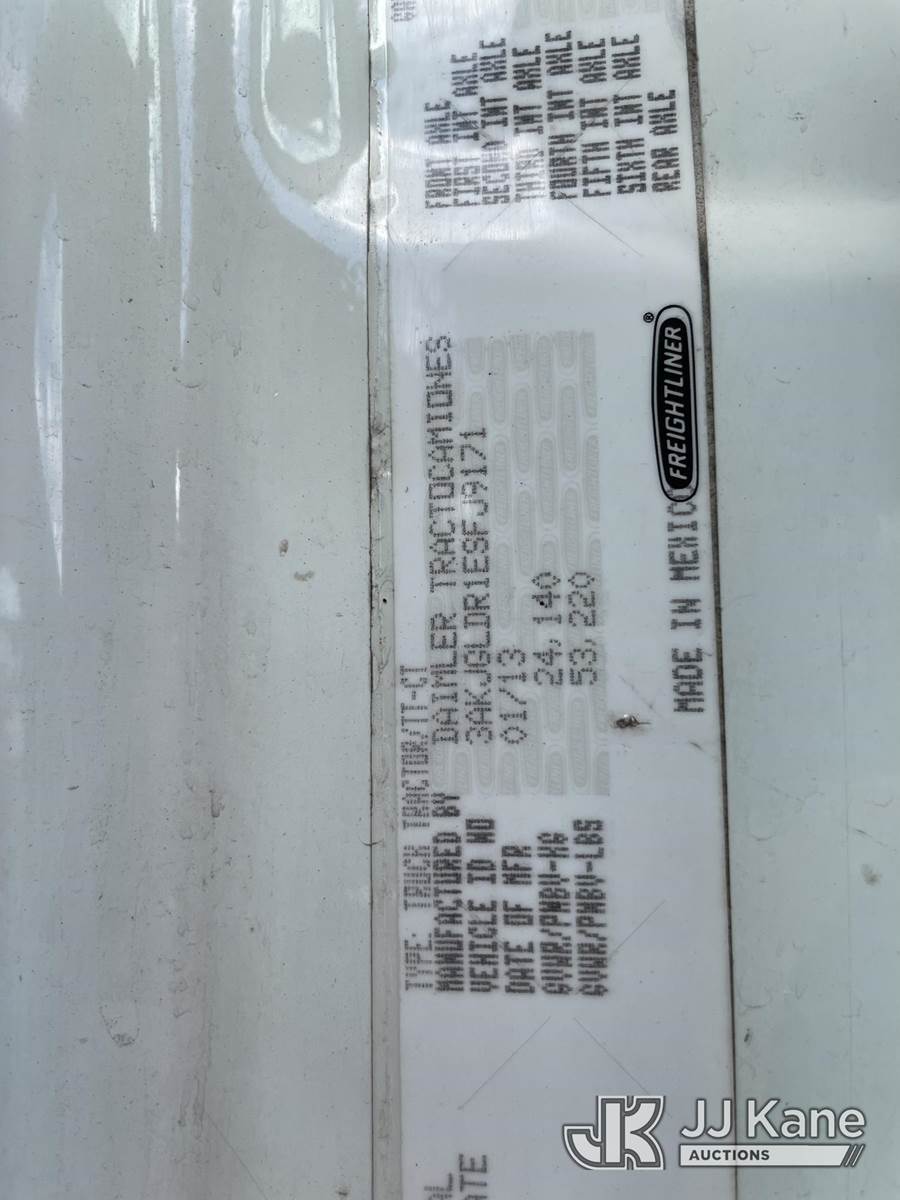 TYPE: TRUCK TRACTOR/TT-CT
MANUFACTURED BY DAIMLER TRACTOCAMIONES
VEHICLE ID NO 3AKJGLDR1ESFJ9171
DATE OF MFR 01/13
GVWR/PNBV-KG 24,140
GVWR/PNBV-LBS 53,220
MADE IN MEXICO
FREIGHTLINER®
FRONT AXLE
FIRST INT AXLE
SECOND INT AXLE
THIRD INT AXLE
FOURTH INT AXLE
FIFTH INT AXLE
SIXTH INT AXLE
REAR AXLE
JK JJ Kane
AUCTIONS